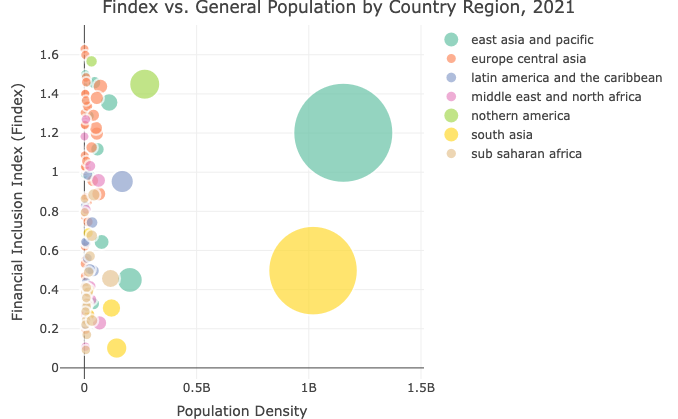 Findex vs. General Population by Country Region, 2021
Financial Inclusion Index (Findex)
1.6
1.4
1.2
1
0.8
0.6
0.4
0.2
0
0
0.5B
1B
1.5B
Population Density
east asia and pacific
europe central asia
latin america and the caribbean
middle east and north africa
nothern america
south asia
sub saharan africa